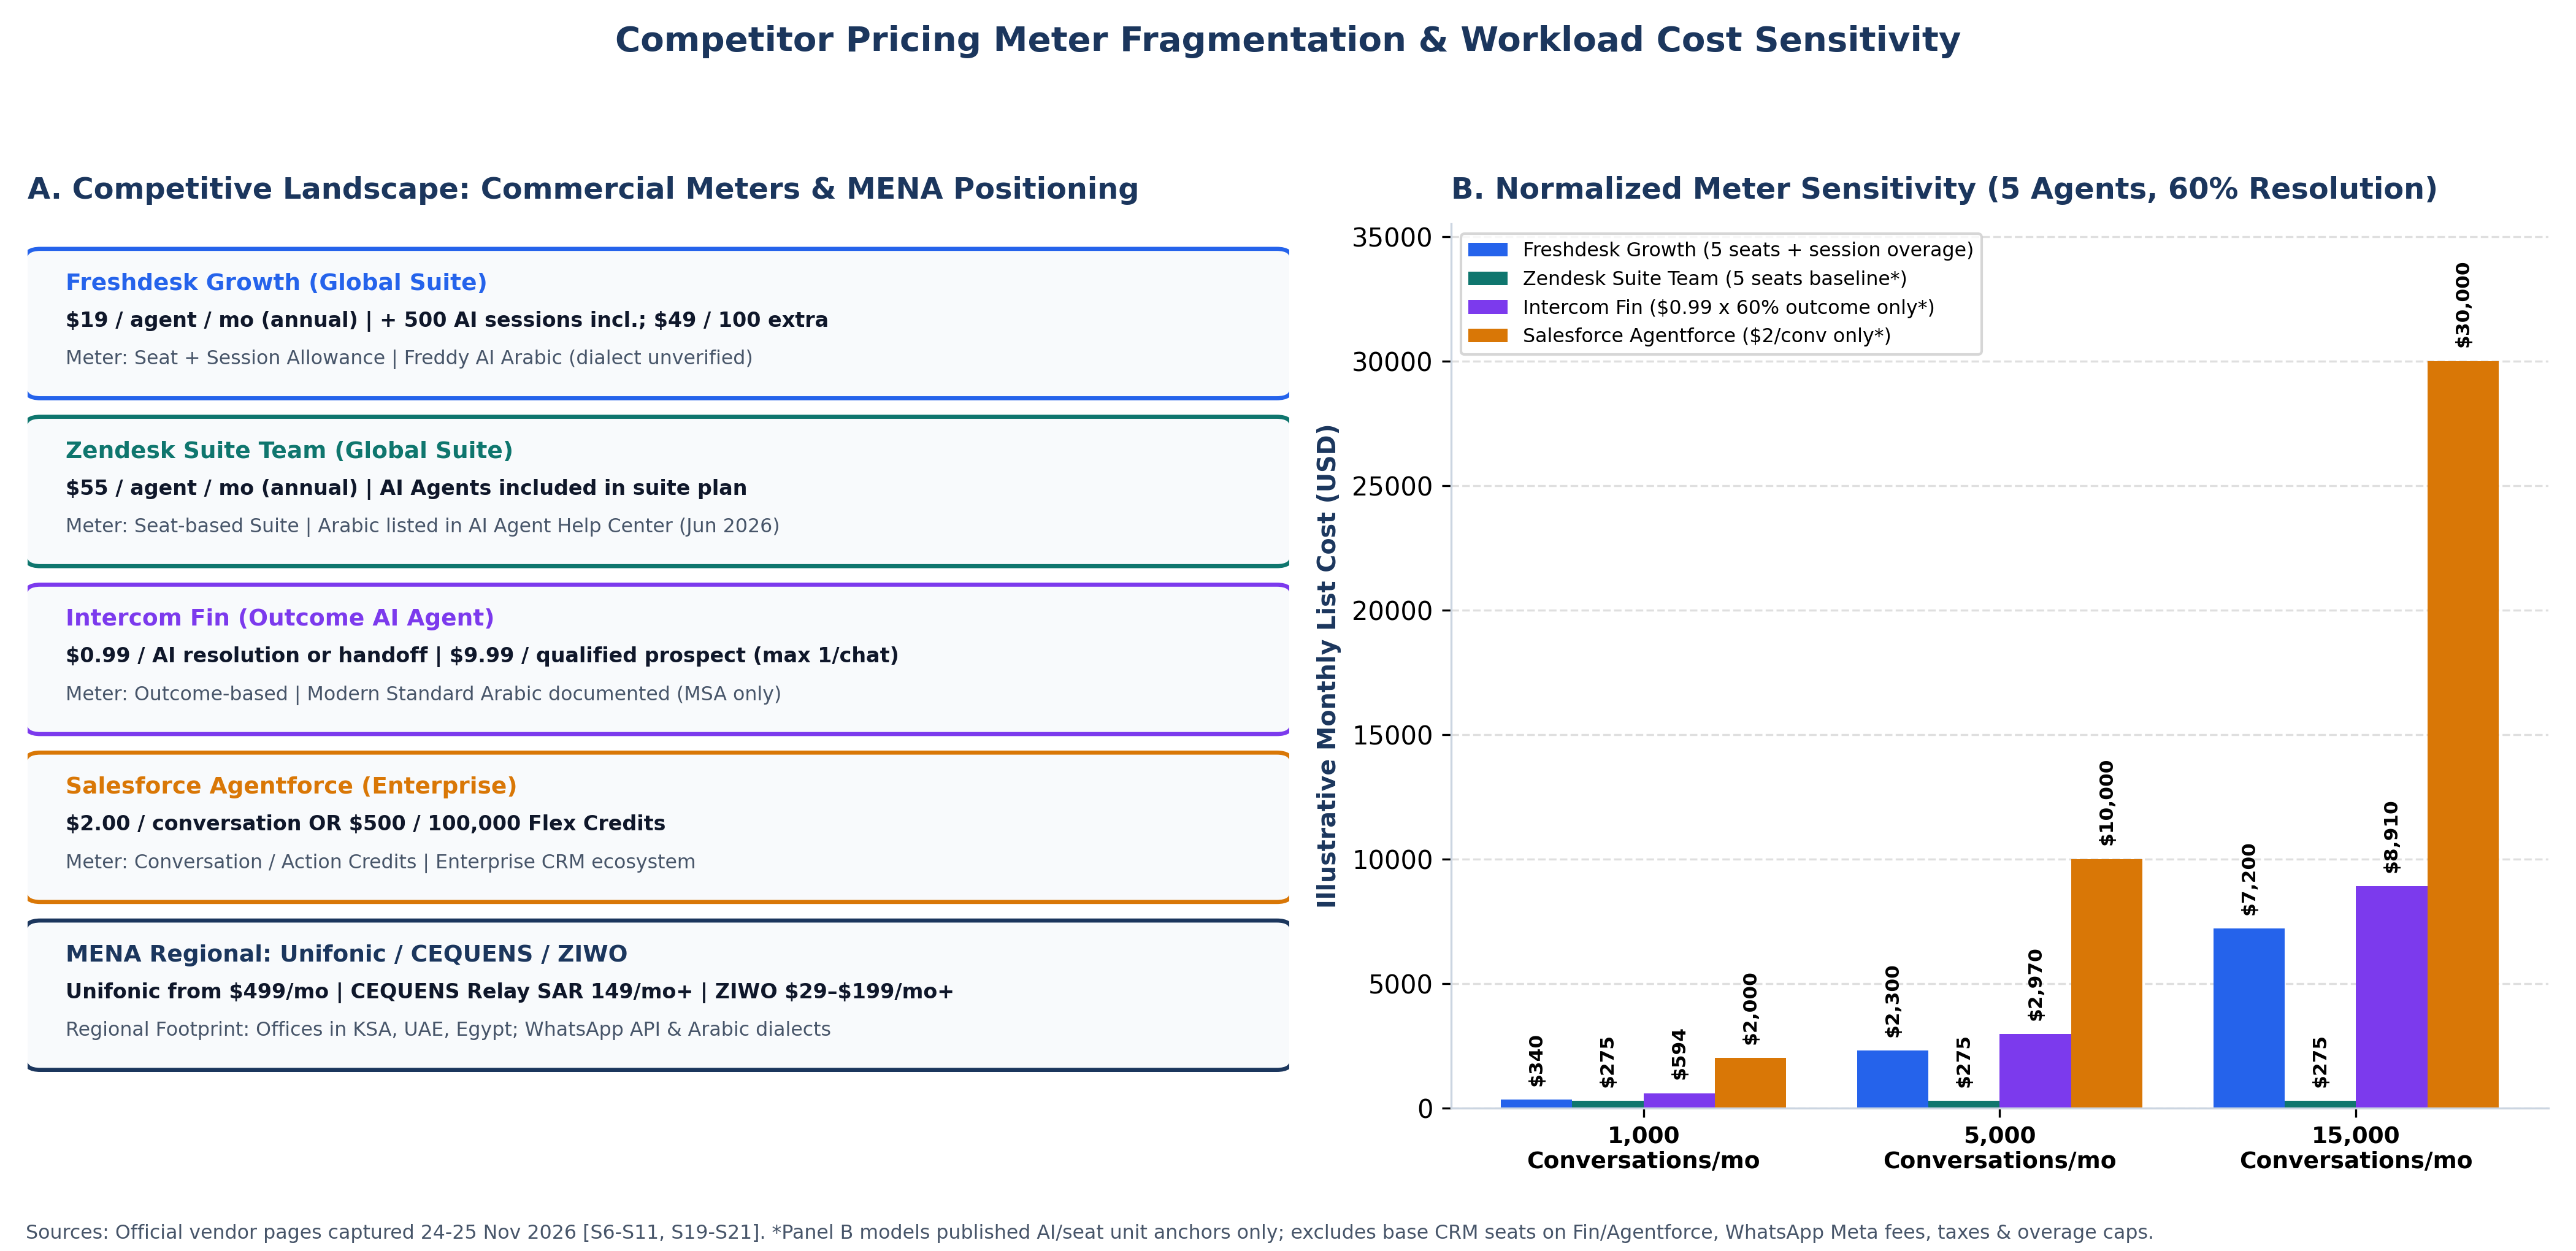 Competitor Pricing Meter Fragmentation & Workload Cost Sensitivity
A. Competitive Landscape: Commercial Meters & MENA Positioning
Freshdesk Growth (Global Suite)
$19 / agent / mo (annual) | + 500 AI sessions incl.; $49 / 100 extra
Meter: Seat + Session Allowance | Freddy AI Arabic (dialect unverified)
Zendesk Suite Team (Global Suite)
$55 / agent / mo (annual) | AI Agents included in suite plan
Meter: Seat-based Suite | Arabic listed in AI Agent Help Center (Jun 2026)
Intercom Fin (Outcome AI Agent)
$0.99 / AI resolution or handoff | $9.99 / qualified prospect (max 1/chat)
Meter: Outcome-based | Modern Standard Arabic documented (MSA only)
Salesforce Agentforce (Enterprise)
$2.00 / conversation OR $500 / 100,000 Flex Credits
Meter: Conversation / Action Credits | Enterprise CRM ecosystem
MENA Regional: Unifonic / CEQUENS / ZIWO
Unifonic from $499/mo | CEQUENS Relay SAR 149/mo+ | ZIWO $29–$199/mo+
Regional Footprint: Offices in KSA, UAE, Egypt; WhatsApp API & Arabic dialects
B. Normalized Meter Sensitivity (5 Agents, 60% Resolution)
Freshdesk Growth (5 seats + session overage)
Zendesk Suite Team (5 seats baseline*)
Intercom Fin ($0.99 x 60% outcome only*)
Salesforce Agentforce ($2/conv only*)
Illustrative Monthly List Cost (USD)
35000
30000
25000
20000
15000
10000
5000
0
$340
$275
$594
$2,000
$2,300
$275
$2,970
$10,000
$7,200
$275
$8,910
$30,000
1,000
Conversations/mo
5,000
Conversations/mo
15,000
Conversations/mo
Sources: Official vendor pages captured 24-25 Nov 2026 [S6-S11, S19-S21]. *Panel B models published AI/seat unit anchors only; excludes base CRM seats on Fin/Agentforce, WhatsApp Meta fees, taxes & overage caps.